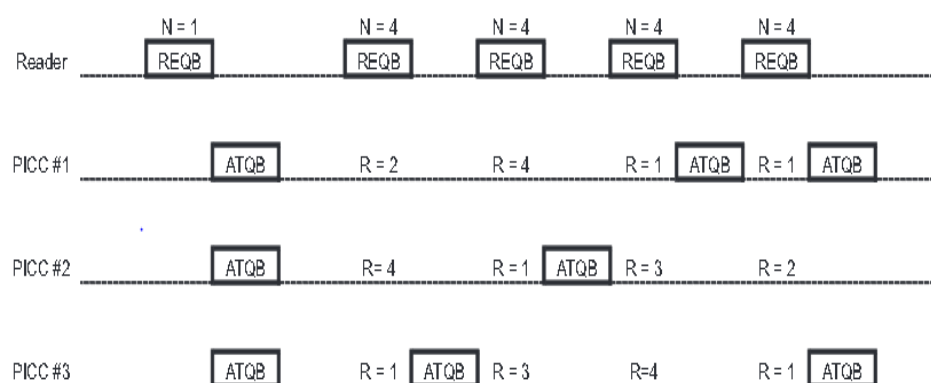 N = 1 N = 4 N = 4 N = 4 N = 4
Reader REQB REQB REQB REQB REQB
PICC #1 ATQB R = 2 R = 4 R = 1 ATQB R = 1 ATQB
PICC #2 ATQB R= 4 R = 1 ATQB R = 3 R = 2
PICC #3 ATQB R = 1 ATQB R = 3 R=4 R = 1 ATQB